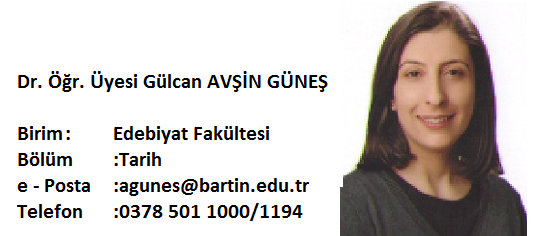 Dr. Öğr. Üyesi Gülcan AVŞİN GÜNEŞ
Birim: Edebiyat Fakültesi
Bölüm :Tarih
e - Posta :agunes@bartin.edu.tr
Telefon :0378 501 1000/1194